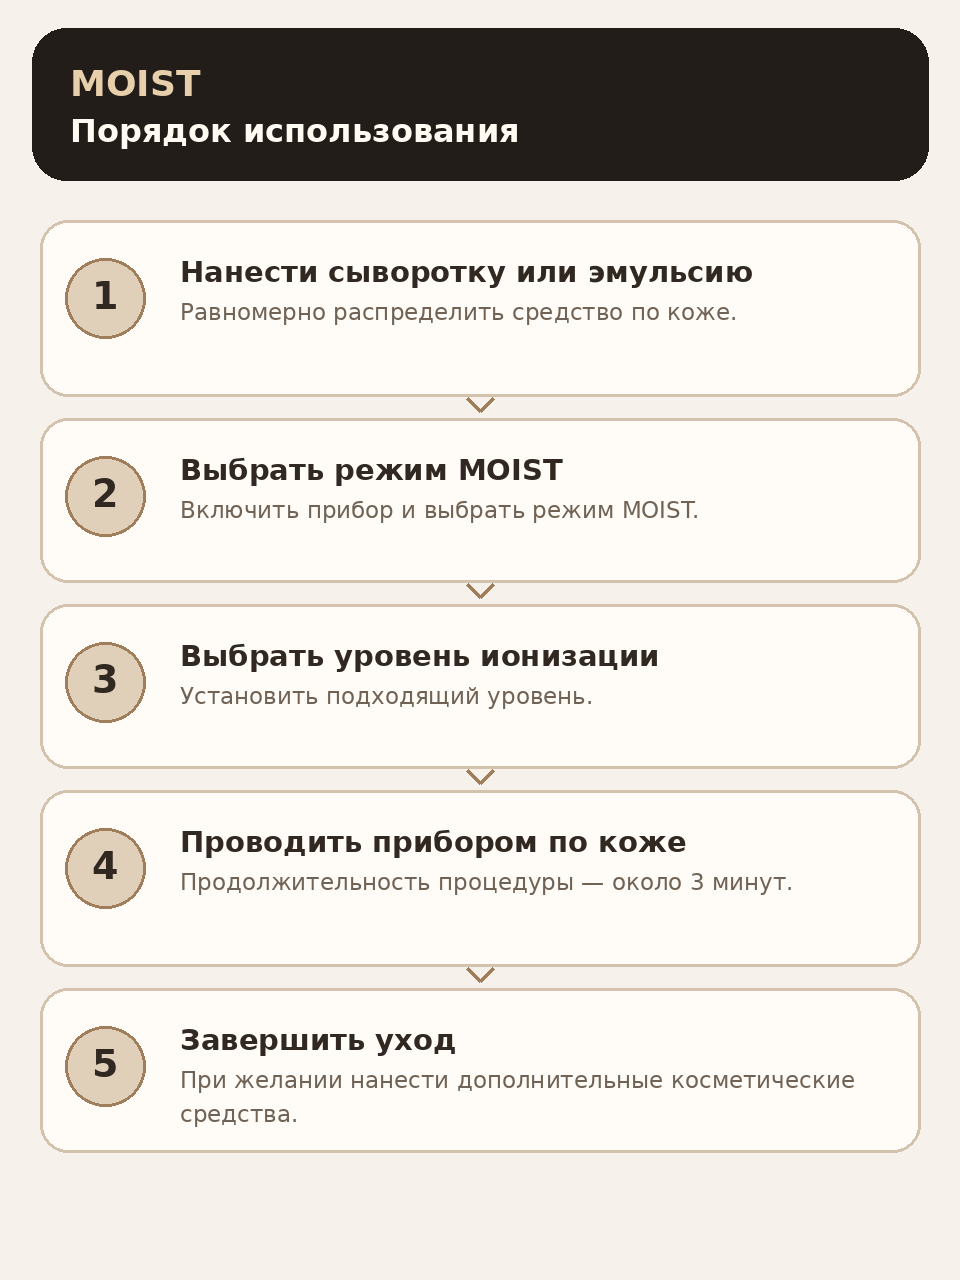 MOIST
Порядок использования
1
Нанести сыворотку или эмульсию
Равномерно распределить средство по коже.
2
Выбрать режим MOIST
Включить прибор и выбрать режим MOIST.
3
Выбрать уровень ионизации
Установить подходящий уровень.
4
Проводить прибором по коже
Продолжительность процедуры — около 3 минут.
5
Завершить уход
При желании нанести дополнительные косметические
средства.